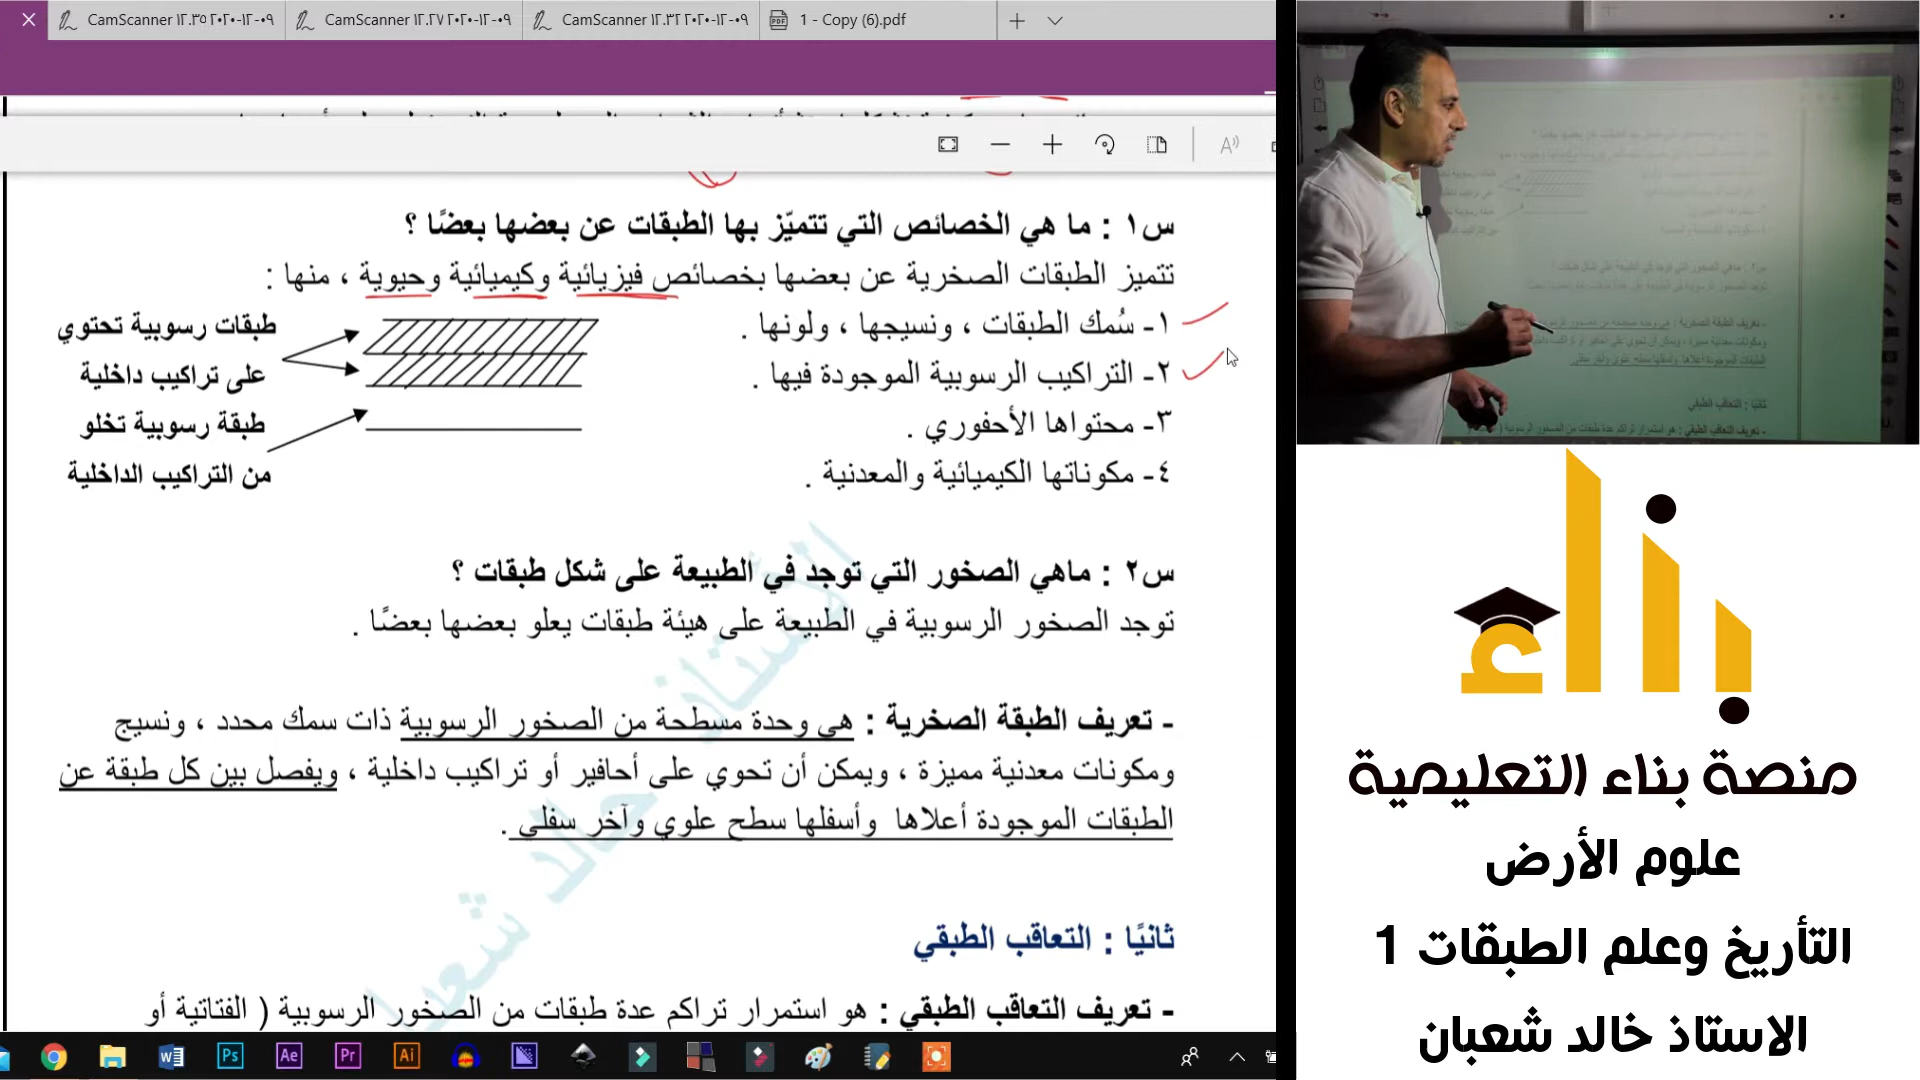 CamScanner ٠٩-١٢-٢٠٢٠ ١٢.٣٥
CamScanner ٠٩-١٢-٢٠٢٠ ١٢.٢٧
CamScanner ٠٩-١٢-٢٠٢٠ ١٢.٣٢
1 - Copy (6).pdf
س١ : ما هي الخصائص التي تتميّز بها الطبقات عن بعضها بعضًا ؟
تتميز الطبقات الصخرية عن بعضها بخصائص فيزيائية وكيميائية وحيوية ، منها :
١- سُمك الطبقات ، ونسيجها ، ولونها .
٢- التراكيب الرسوبية الموجودة فيها .
٣- محتواها الأحفوري .
٤- مكوناتها الكيميائية والمعدنية .
طبقات رسوبية تحتوي
على تراكيب داخلية
طبقة رسوبية تخلو
من التراكيب الداخلية
س٢ : ماهي الصخور التي توجد في الطبيعة على شكل طبقات ؟
توجد الصخور الرسوبية في الطبيعة على هيئة طبقات يعلو بعضها بعضًا .
- تعريف الطبقة الصخرية : هي وحدة مسطحة من الصخور الرسوبية ذات سمك محدد ، ونسيج
ومكونات معدنية مميزة ، ويمكن أن تحوي على أحافير أو تراكيب داخلية ، ويفصل بين كل طبقة عن
الطبقات الموجودة أعلاها وأسفلها سطح علوي وآخر سفلي .
ثانيًا : التعاقب الطبقي
- تعريف التعاقب الطبقي : هو استمرار تراكم عدة طبقات من الصخور الرسوبية ( الفتاتية أو
الأستاذ خالد شعبان
Ps
Ae
Pr
Ai
بناء
منصة بناء التعليمية
علوم الأرض
التأريخ وعلم الطبقات 1
الاستاذ خالد شعبان